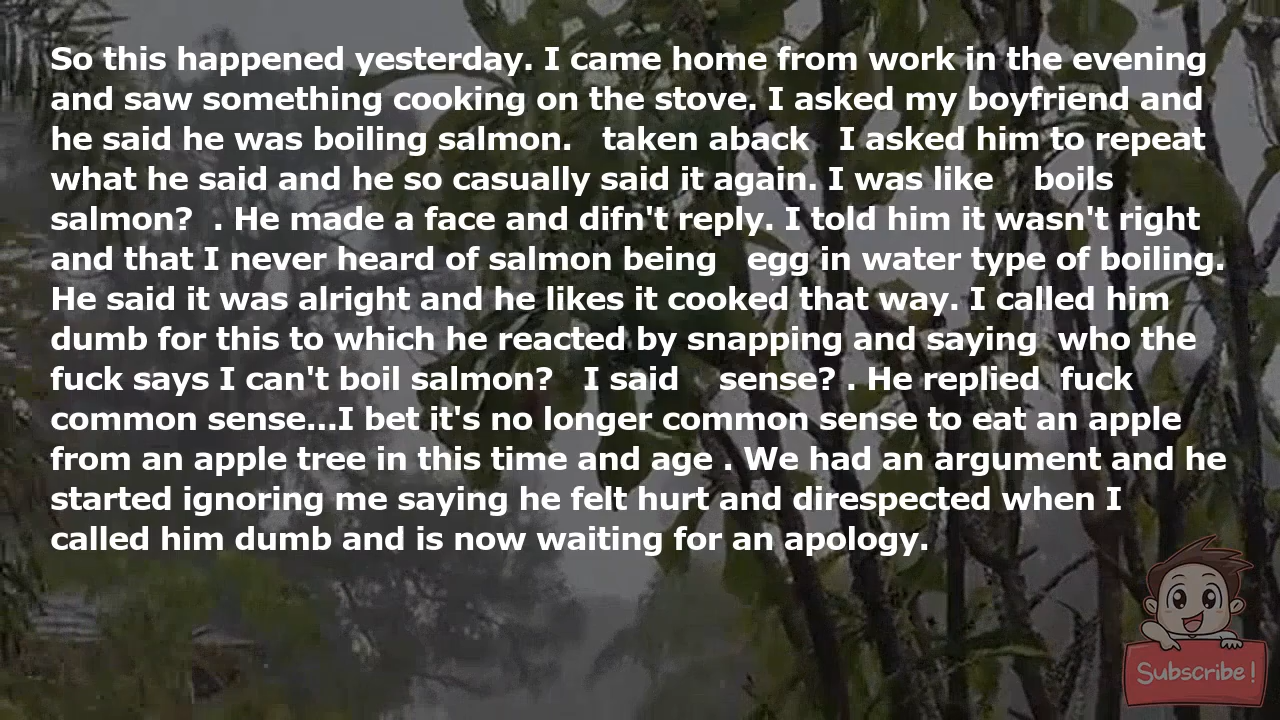 So this happened yesterday. I came home from work in the evening
and saw something cooking on the stove. I asked my boyfriend and
he said he was boiling salmon.   taken aback   I asked him to repeat
what he said and he so casually said it again. I was like    boils
salmon?  . He made a face and difn't reply. I told him it wasn't right
and that I never heard of salmon being   egg in water type of boiling.
He said it was alright and he likes it cooked that way. I called him
dumb for this to which he reacted by snapping and saying  who the
fuck says I can't boil salmon?   I said    sense? . He replied  fuck
common sense...I bet it's no longer common sense to eat an apple
from an apple tree in this time and age . We had an argument and he
started ignoring me saying he felt hurt and direspected when I
called him dumb and is now waiting for an apology.
Subscribe!